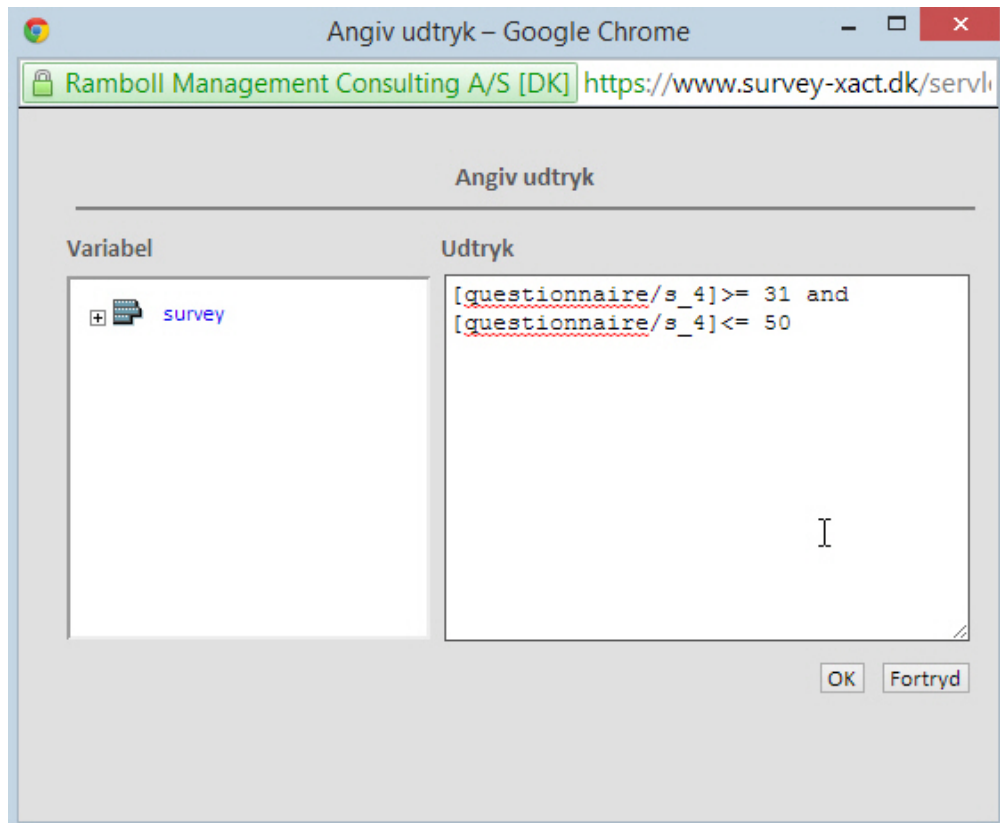 Angiv udtryk – Google Chrome
Ramboll Management Consulting A/S [DK] https://www.survey-xact.dk/servl
Angiv udtryk
Variabel
Udtryk
survey
[questionnaire/s_4]>= 31 and
[questionnaire/s_4]<= 50
OK
Fortryd